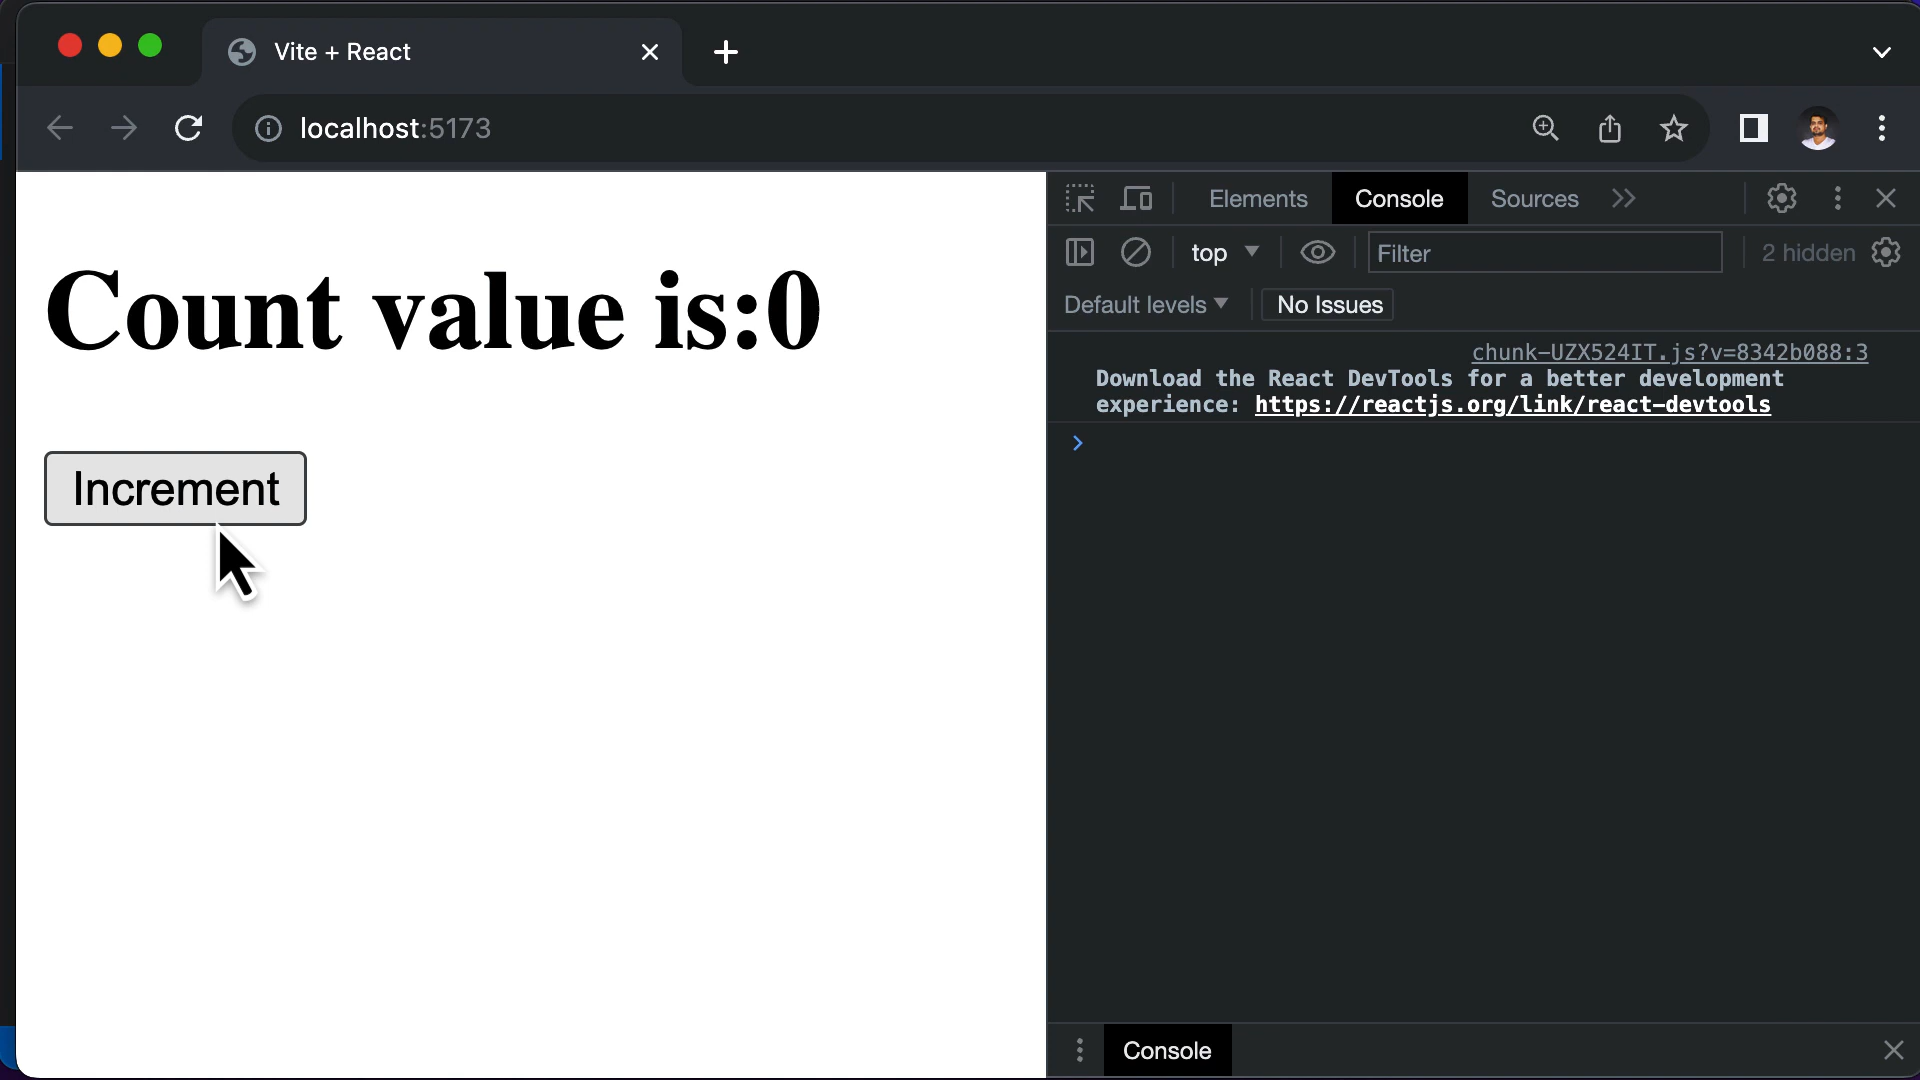 Vite + React
localhost:5173
Elements
Console
Sources
top
Filter
2 hidden
Default levels
No Issues
Count value is:0
Increment
chunk-UZX524IT.js?v=8342b088:3
Download the React DevTools for a better development
experience: https://reactjs.org/link/react-devtools
Console